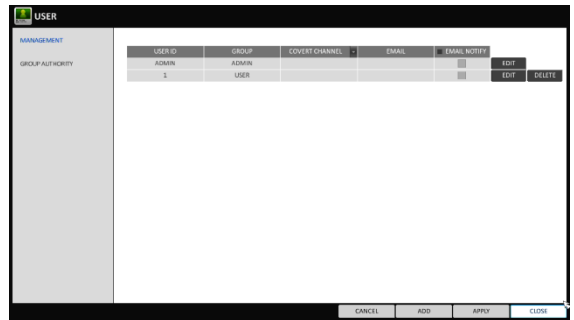 USER
MANAGEMENT
GROUP AUTHORITY
USER ID GROUP COVERT CHANNEL EMAIL EMAIL NOTIFY
ADMIN ADMIN EDIT
1 USER EDIT DELETE
CANCEL ADD APPLY CLOSE